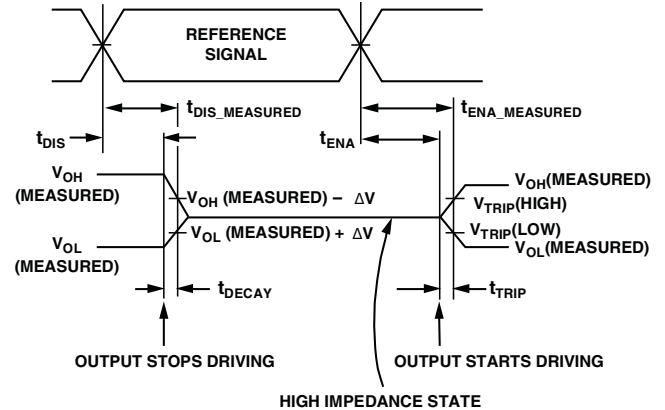 REFERENCE
SIGNAL
tDIS_MEASURED
tENA_MEASURED
tDIS
tENA
VOH
(MEASURED)
VOH (MEASURED) – ΔV
VOH(MEASURED)
VTRIP(HIGH)
VOL
(MEASURED)
VOL (MEASURED) + ΔV
VTRIP(LOW)
VOL(MEASURED)
tDECAY
tTRIP
OUTPUT STOPS DRIVING
OUTPUT STARTS DRIVING
HIGH IMPEDANCE STATE